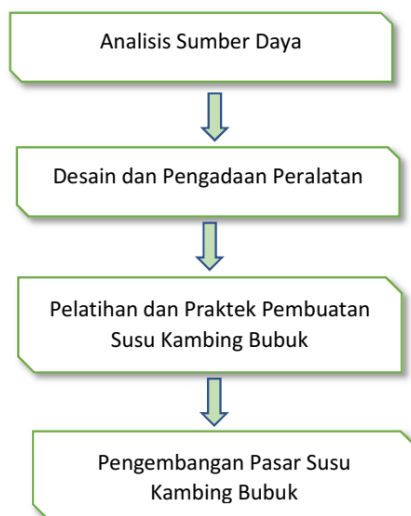 Analisis Sumber Daya
Desain dan Pengadaan Peralatan
Pelatihan dan Praktek Pembuatan
Susu Kambing Bubuk
Pengembangan Pasar Susu
Kambing Bubuk